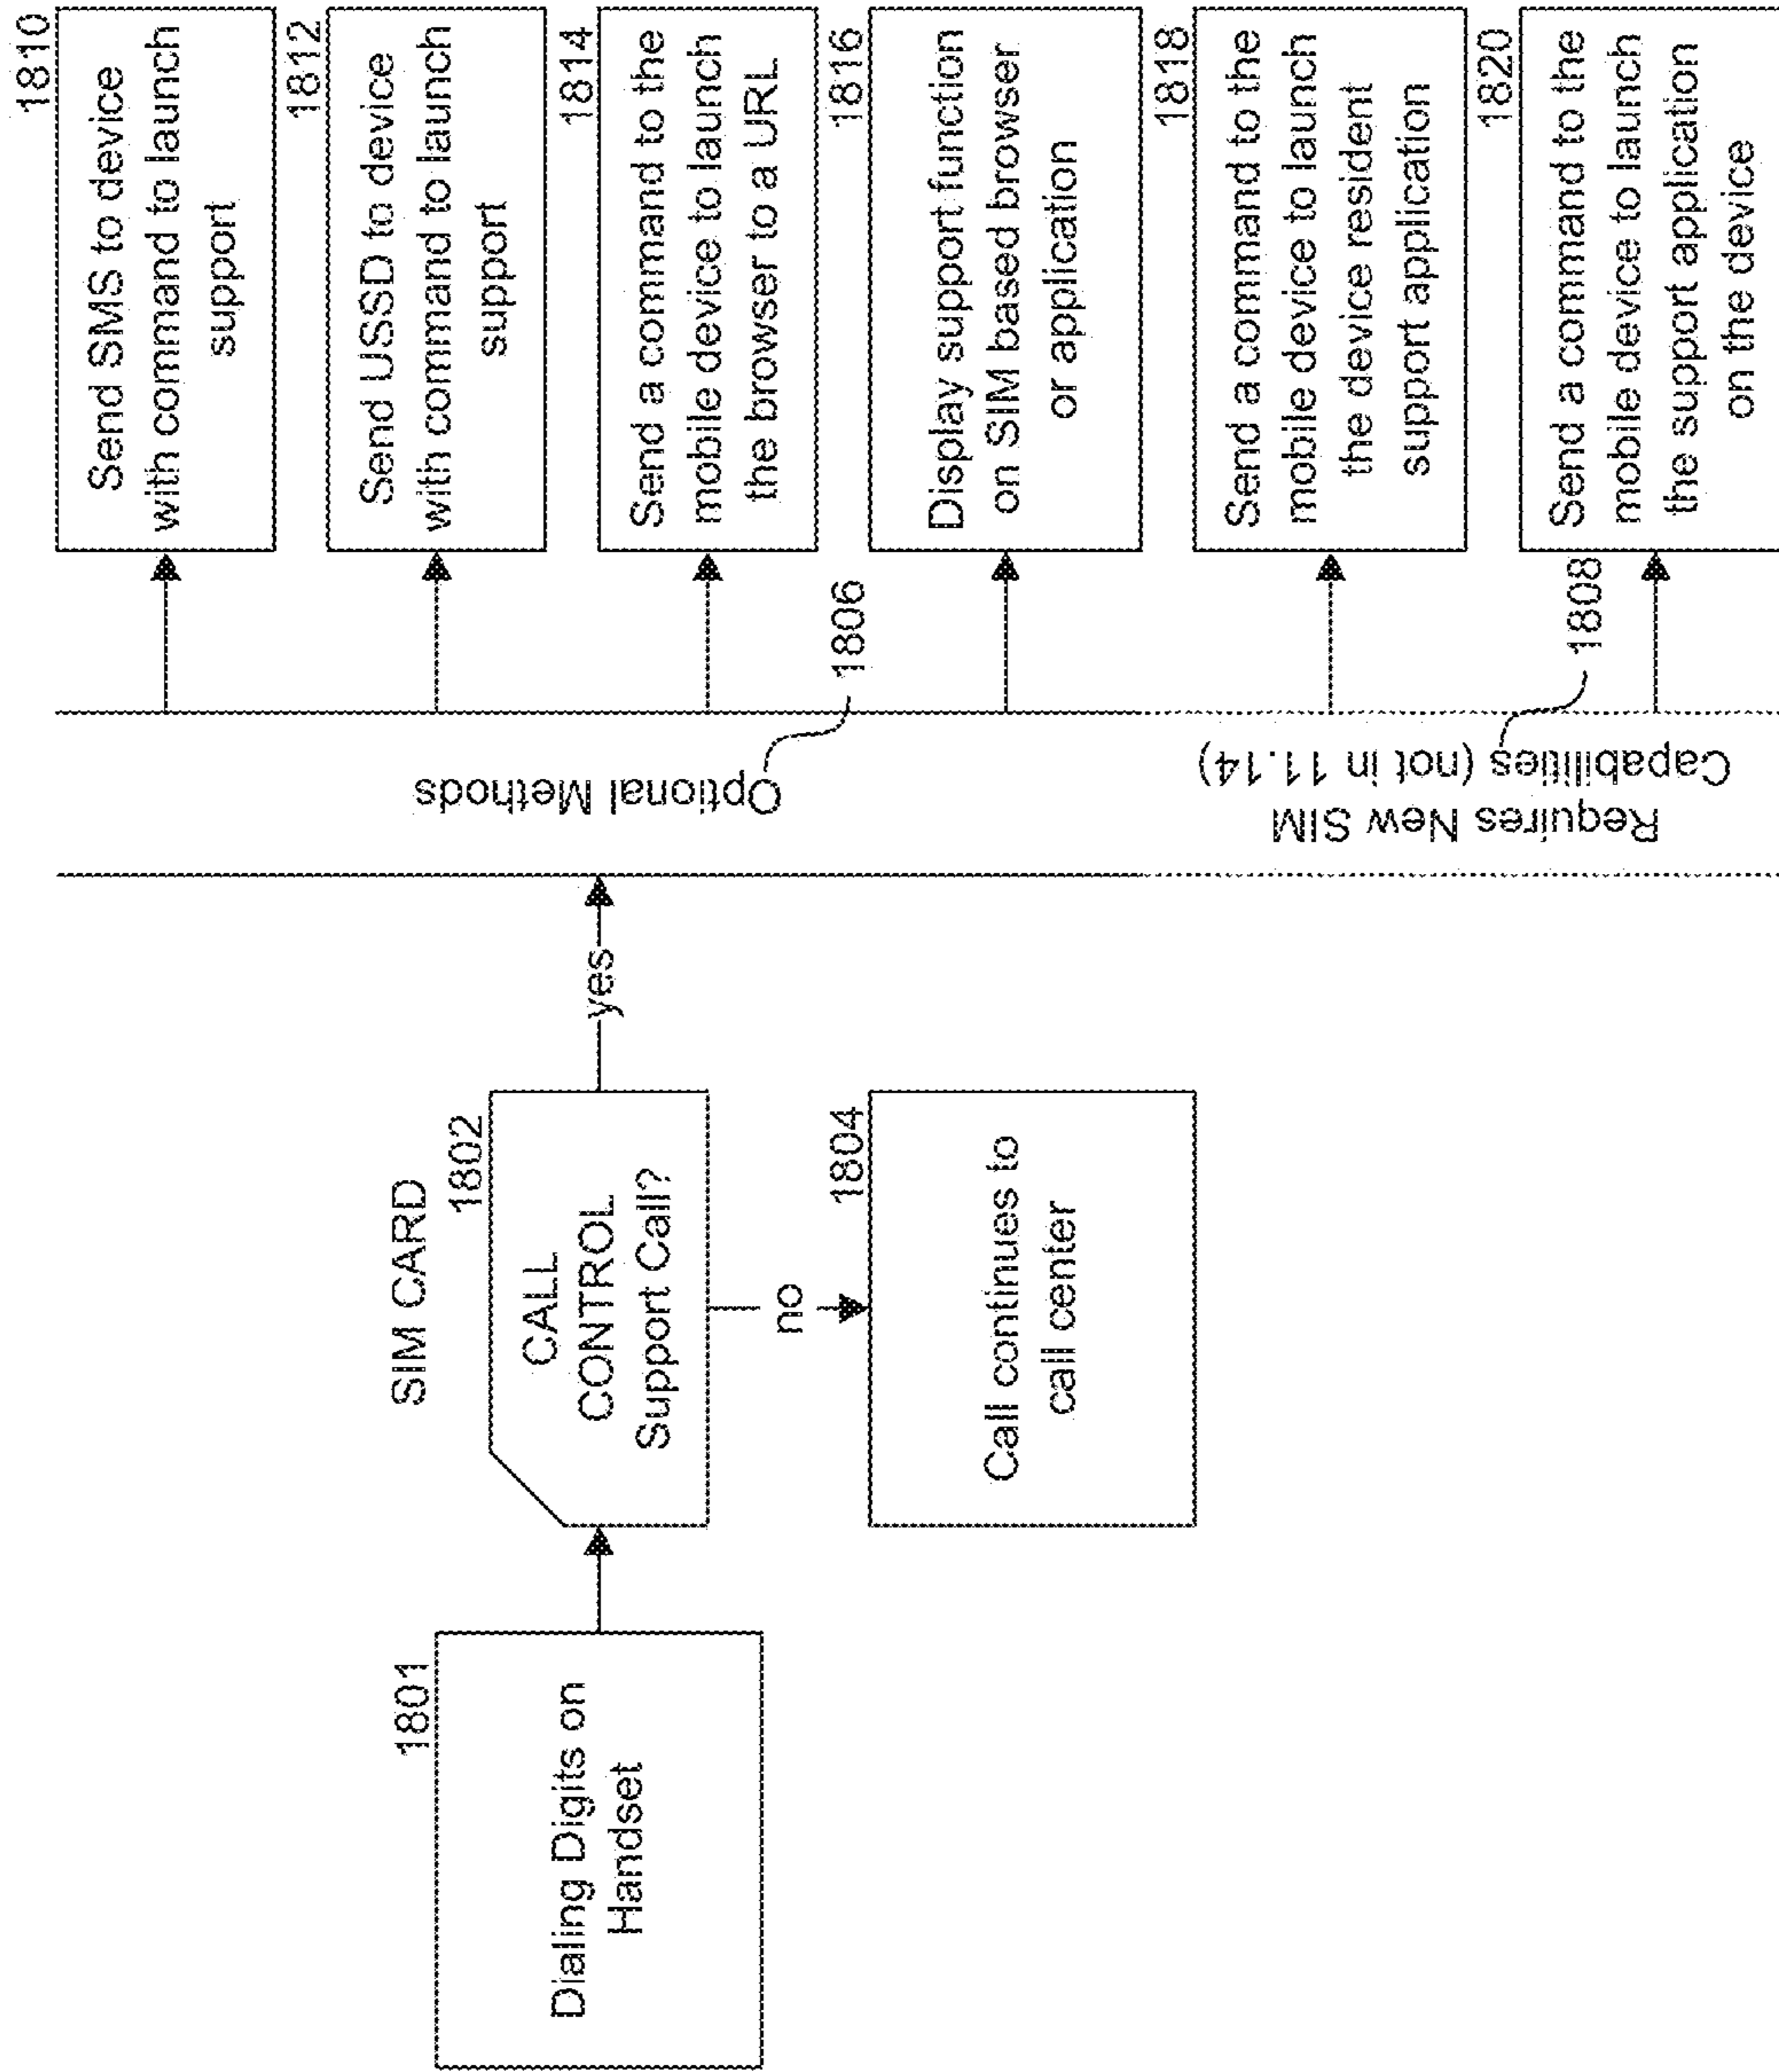 1801
Dialing Digits on
Handset
SIM CARD
1802
CALL
CONTROL
Support Call?
yes
no
1804
Call continues to
call center
Optional Methods
1806
Requires New SIM
Capabilities (not in 11.14)
1808
1810
Send SMS to device
with command to launch
support
1812
Send USSD to device
with command to launch
support
1814
Send a command to the
mobile device to launch
the browser to a URL
1816
Display support function
on SIM based browser
or application
1818
Send a command to the
mobile device to launch
the device resident
support application
1820
Send a command to the
mobile device to launch
the support application
on the device